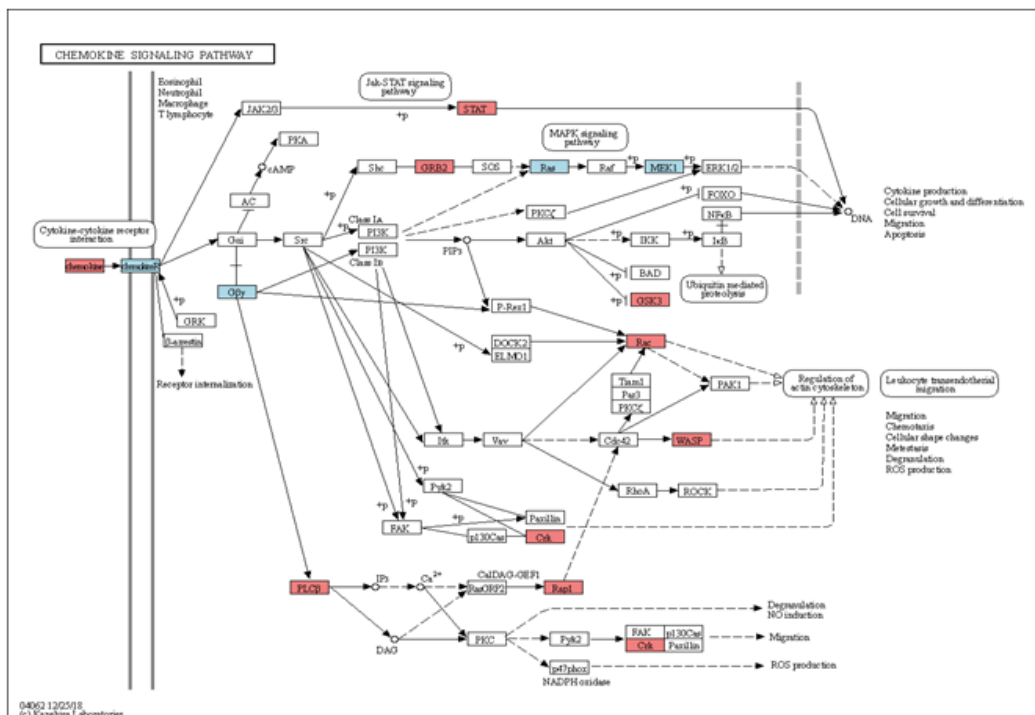 CHEMOKINE SIGNALING PATHWAY
Eosinophil
Neutrophil
Macrophage
T lymphocyte
Jak-STAT signaling
pathway
JAK2/3
+p
STAT
PKA
cAMP
AC
MAPK signaling
pathway
+p
Shc
GRB2
SOS
Ras
Raf
+p
MEK1
+p
ERK1/2
Cytokine-cytokine receptor
interaction
chemokine
chemokineR
Gαi
Src
Class IA
+p
PI3K
PI3K
Class IB
PKCζ
FOXO
NFκB
DNA
Cytokine production
Cellular growth and differentiation
Cell survival
Migration
Apoptosis
PIP3
Akt
+p
IKK
+p
IκB
+p
BAD
+p
GSK3
Ubiquitin mediated
proteolysis
Gβγ
+p
GRK
β-arrestin
Receptor internalization
P-Rex1
+p
DOCK2
ELMO1
Rac
Tiam1
Par3
PKCζ
PAK1
Regulation of
actin cytoskeleton
Leukocyte transendothelial
migration
Itk
Vav
Cdc42
WASP
Migration
Chemotaxis
Cellular shape changes
Metestasis
Degranulation
ROS production
+p
Pyk2
RhoA
ROCK
+p
+p
FAK
+p
Paxillin
p130Cas
Crk
PLCβ
IP3
Ca2+
CalDAG-GEF1
RasGRP2
Rap1
DAG
PKC
Pyk2
FAK
p130Cas
Crk
Paxillin
Degranulation
NO induction
Migration
p47phox
NADPH oxidase
ROS production
04062 12/25/18
(c) Kanehisa Laboratories